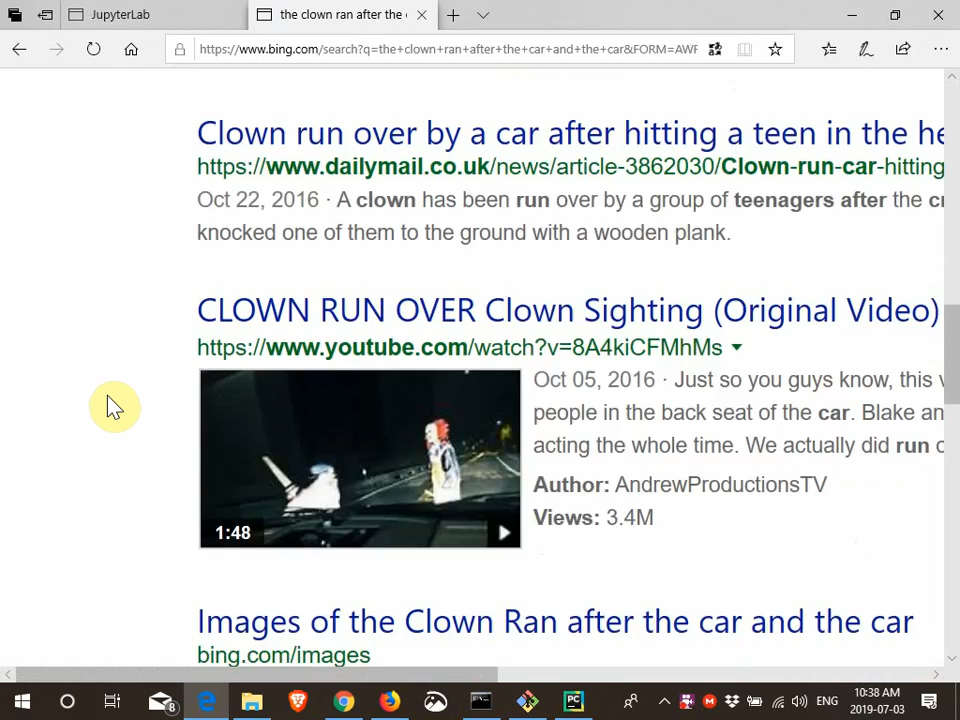 JupyterLab
the clown ran after the
https://www.bing.com/search?q=the+clown+ran+after+the+car+and+the+car&FORM=AWF
Clown run over by a car after hitting a teen in the he
https://www.dailymail.co.uk/news/article-3862030/Clown-run-car-hitting
Oct 22, 2016 · A clown has been run over by a group of teenagers after the
knocked one of them to the ground with a wooden plank.
CLOWN RUN OVER Clown Sighting (Original Video)
https://www.youtube.com/watch?v=8A4kiCFMhMs
Oct 05, 2016 · Just so you guys know, this
people in the back seat of the car. Blake an
acting the whole time. We actually did run
Author: AndrewProductionsTV
Views: 3.4M
1:48
Images of the Clown Ran after the car and the car
bing.com/images
8
PC
ENG
10:38 AM
2019-07-03